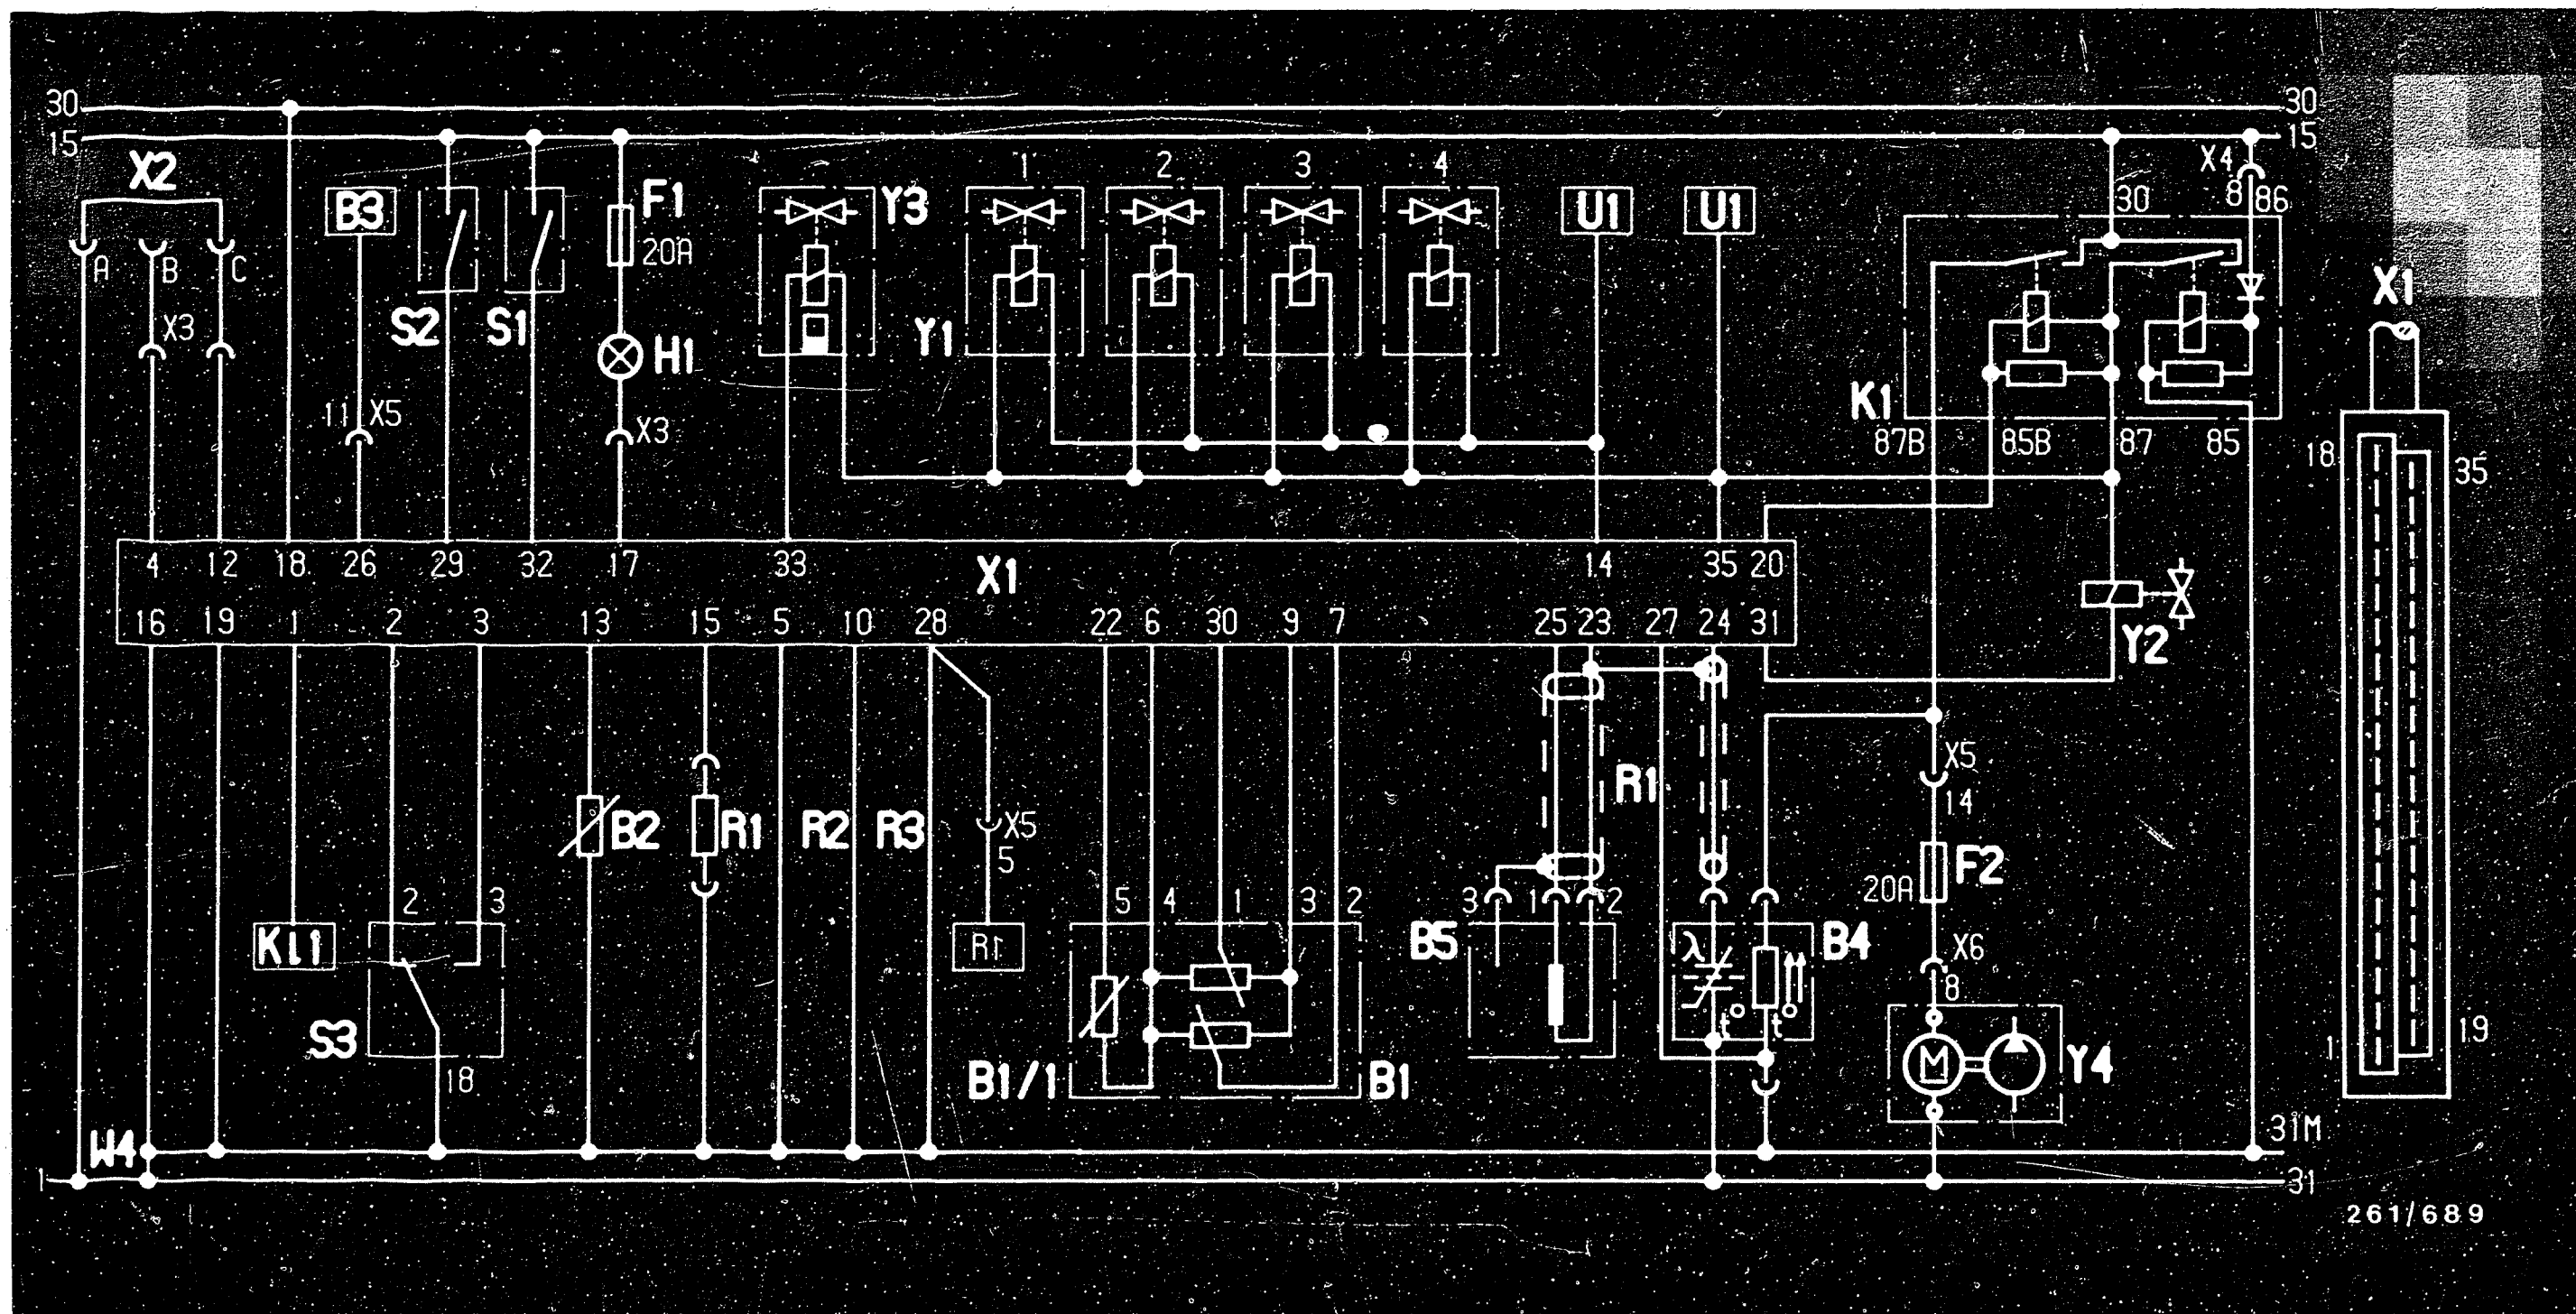 30 30
15 15
X2 1 2 3 4 X4
B3 F1 Y3 U1 U1 30 8 86
A B C 20A
X3 S2 S1 H1 Y1 X1
11 X5 X3 K1
87B 85B 87 85 18 35
4 12 18 26 29 32 17 33 X1 14 35 20
16 19 1 2 3 13 15 5 10 28 22 6 30 9 7 25 23 27 24 31 Y2
X5
R1 14
B2 R1 R2 R3 X5
5 20A F2
2 3 5 4 1 3 2 3 1 2
Kl1 R1 B5 λ B4 X6
8
S3 t° t° 1 19
18 B1/1 B1 M Y4
W4 31M
1 31
261/689